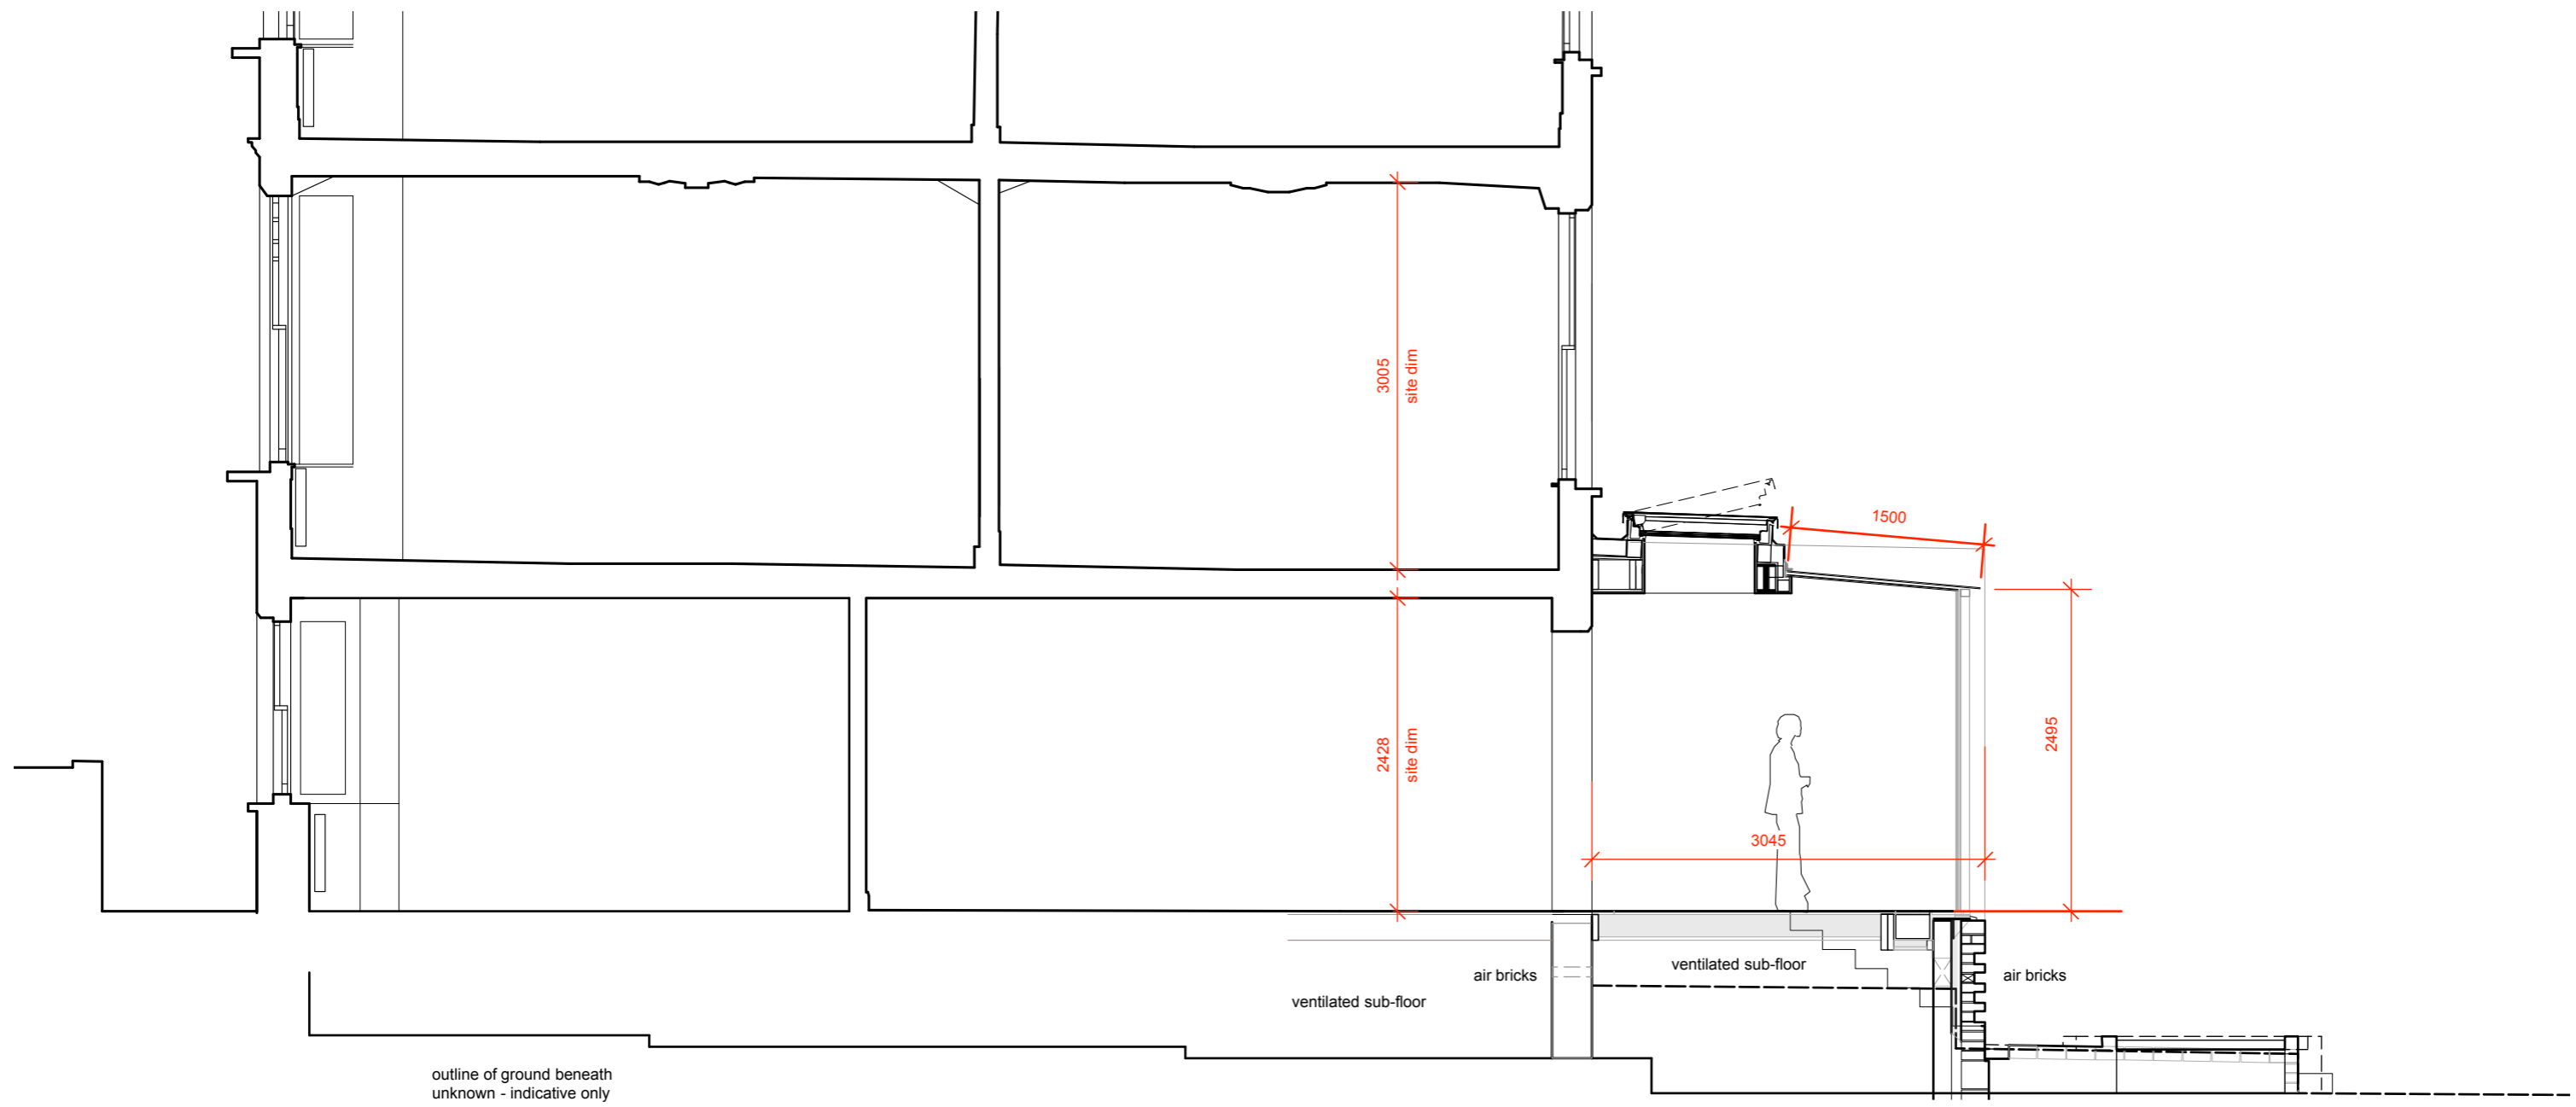 3005
site dim
1500
2428
site dim
2495
3045
air bricks
ventilated sub-floor
air bricks
ventilated sub-floor
outline of ground beneath
unknown - indicative only